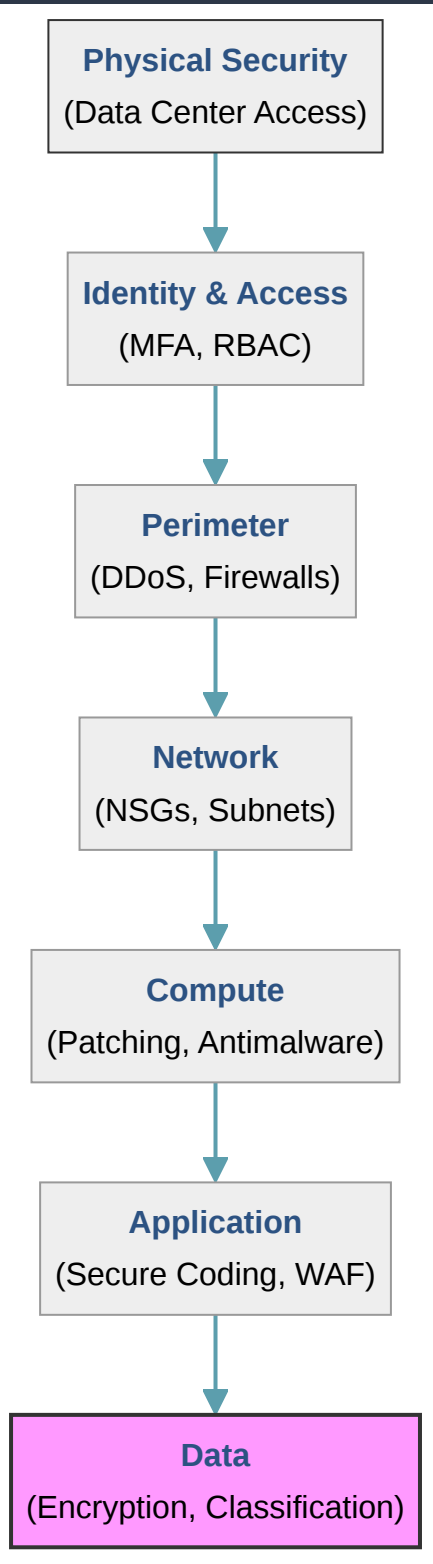 Physical Security
(Data Center Access)
Identity & Access
(MFA, RBAC)
Perimeter
(DDoS, Firewalls)
Network
(NSGs, Subnets)
Compute
(Patching, Antimalware)
Application
(Secure Coding, WAF)
Data
(Encryption, Classification)